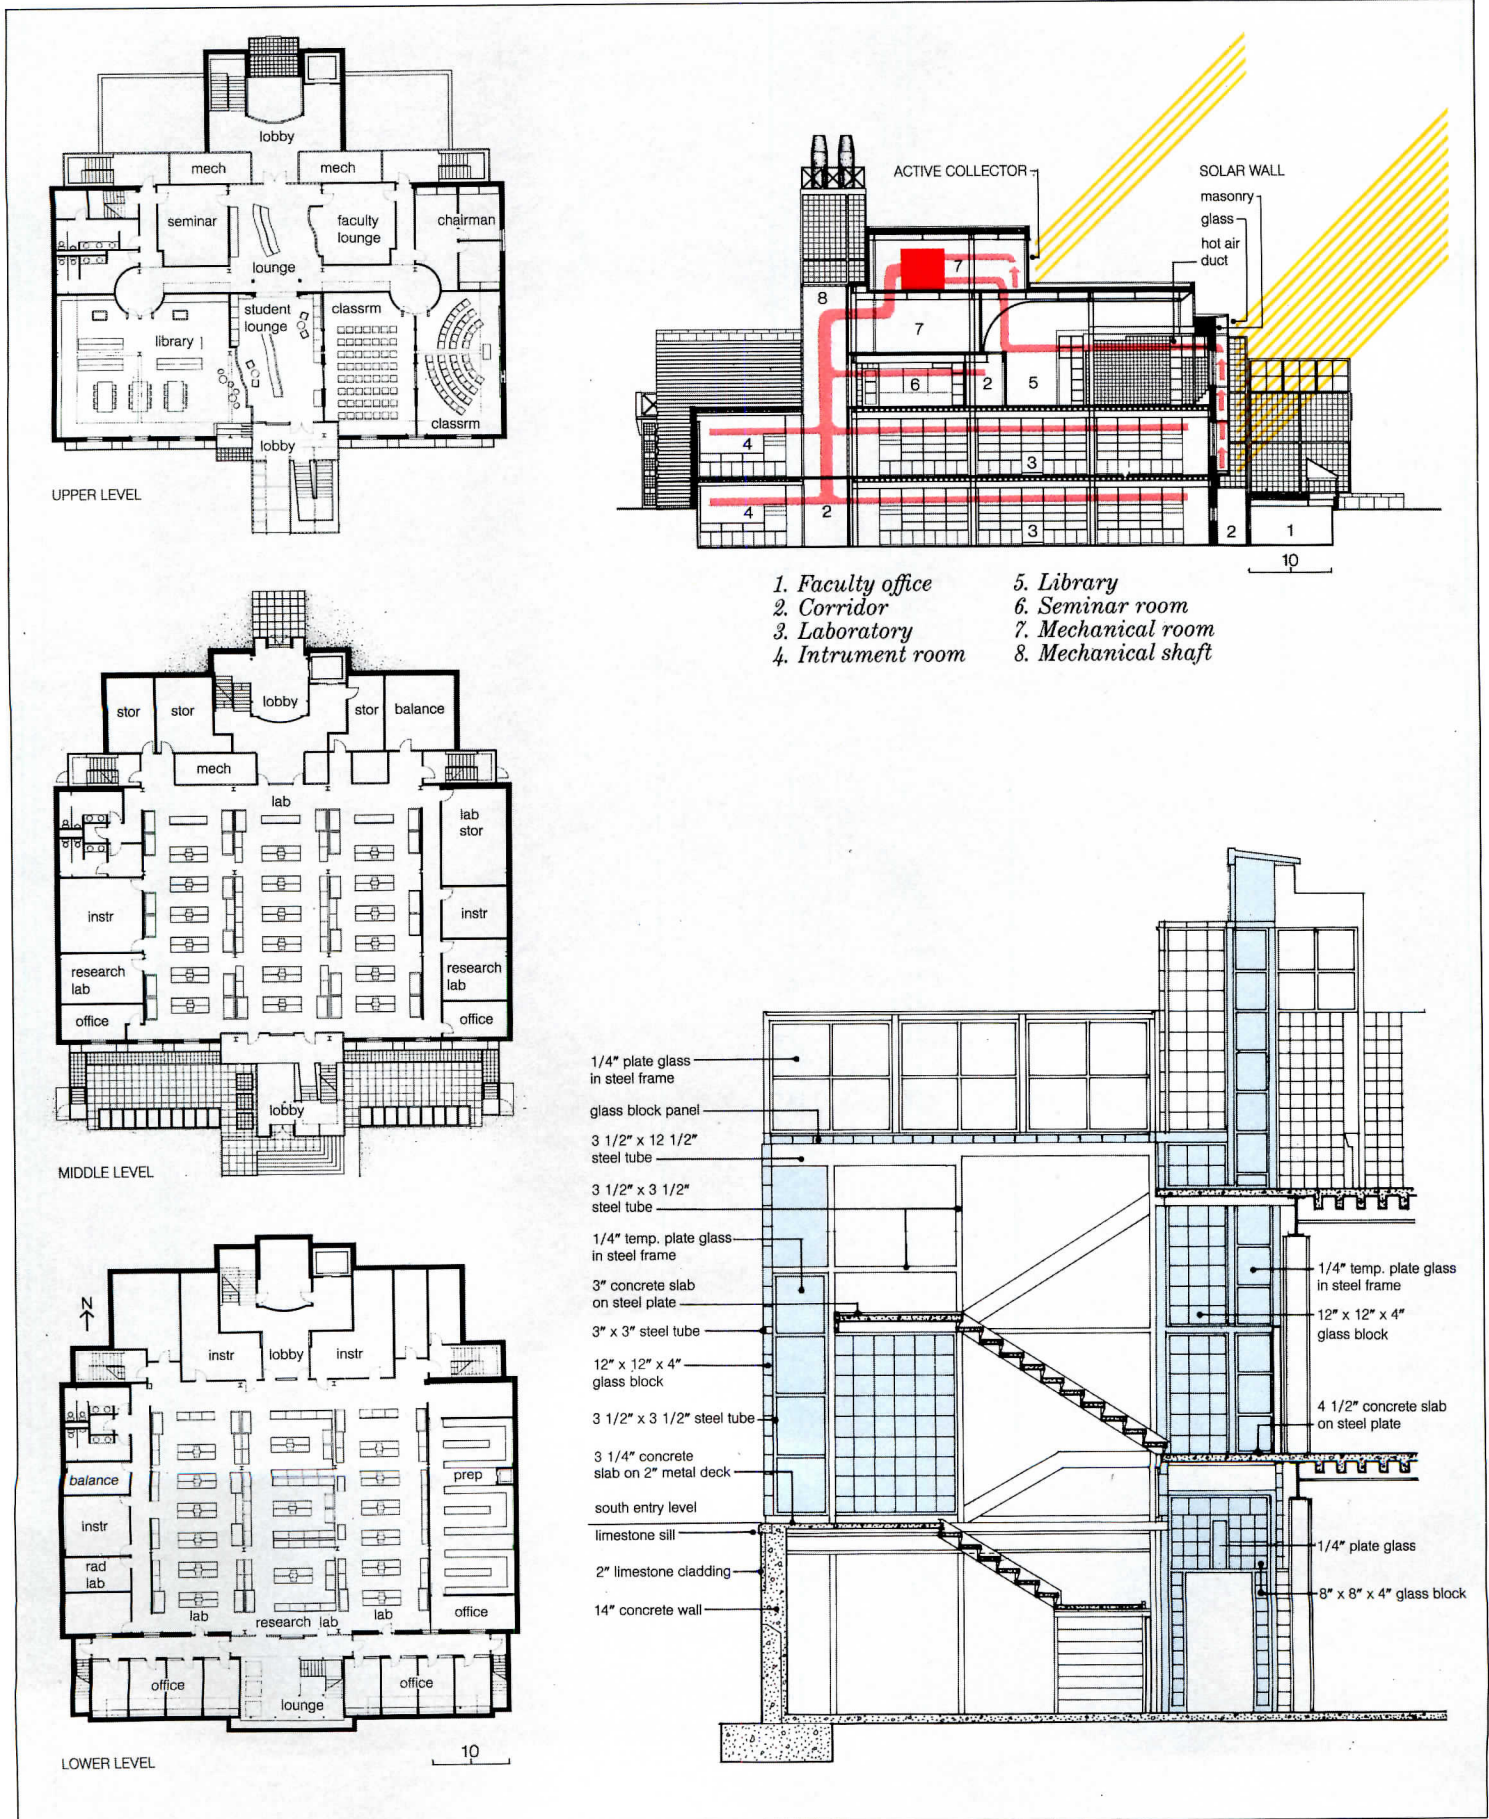 lobby
mech
mech
seminar
faculty
lounge
chairman
lounge
student
lounge
classrm
library
classrm
lobby
UPPER LEVEL
ACTIVE COLLECTOR
SOLAR WALL
masonry
glass
hot air
duct
7
8
7
6
2
5
4
3
4
2
3
2
1
10
1. Faculty office
2. Corridor
3. Laboratory
4. Intrument room
5. Library
6. Seminar room
7. Mechanical room
8. Mechanical shaft
lobby
stor
stor
stor
balance
mech
lab
lab
stor
instr
instr
research
lab
research
lab
office
office
lobby
MIDDLE LEVEL
N
instr
lobby
instr
balance
prep
instr
rad
lab
lab
research lab
lab
office
office
office
lounge
LOWER LEVEL
10
1/4" plate glass
in steel frame
glass block panel
3 1/2" x 12 1/2"
steel tube
3 1/2" x 3 1/2"
steel tube
1/4" temp. plate glass
in steel frame
3" concrete slab
on steel plate
3" x 3" steel tube
12" x 12" x 4"
glass block
3 1/2" x 3 1/2" steel tube
3 1/4" concrete
slab on 2" metal deck
south entry level
limestone sill
2" limestone cladding
14" concrete wall
1/4" temp. plate glass
in steel frame
12" x 12" x 4"
glass block
4 1/2" concrete slab
on steel plate
1/4" plate glass
8" x 8" x 4" glass block